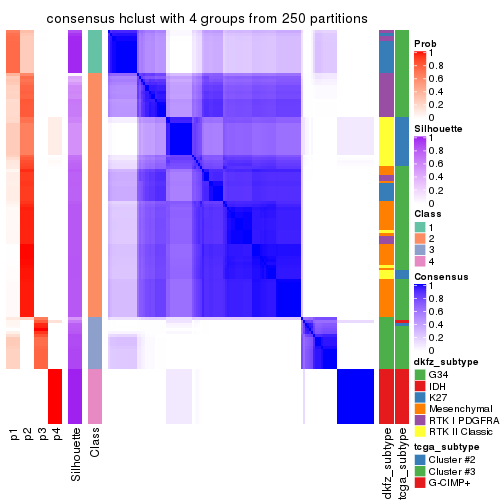 consensus hclust with 4 groups from 250 partitions
Prob
1
0.8
0.6
0.4
0.2
0
Silhouette
1
0.8
0.6
0.4
0.2
0
Class
1
2
3
4
Consensus
1
0.8
0.6
0.4
0.2
0
dkfz_subtype
G34
IDH
K27
Mesenchymal
RTK I PDGFRA
RTK II Classic
tcga_subtype
Cluster #2
Cluster #3
G-CIMP+
p1
p2
p3
p4
Silhouette
Class
dkfz_subtype
tcga_subtype